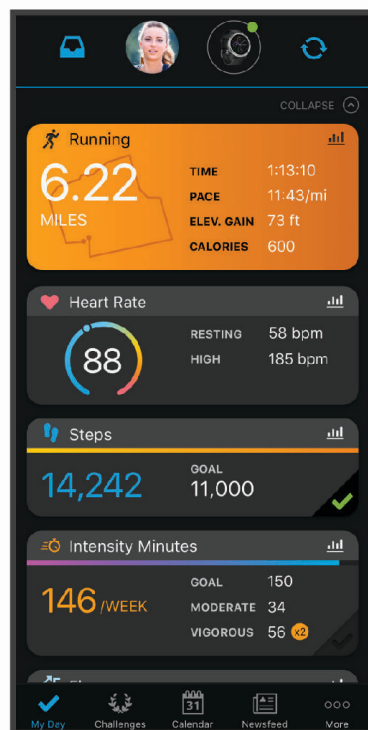 COLLAPSE
Running
6.22
MILES
TIME 1:13:10
PACE 11:43/mi
ELEV. GAIN 73 ft
CALORIES 600
Heart Rate
88
RESTING 58 bpm
HIGH 185 bpm
Steps
14,242
GOAL
11,000
Intensity Minutes
146 /WEEK
GOAL 150
MODERATE 34
VIGOROUS 56 x2
31
My Day Challenges Calendar Newsfeed More